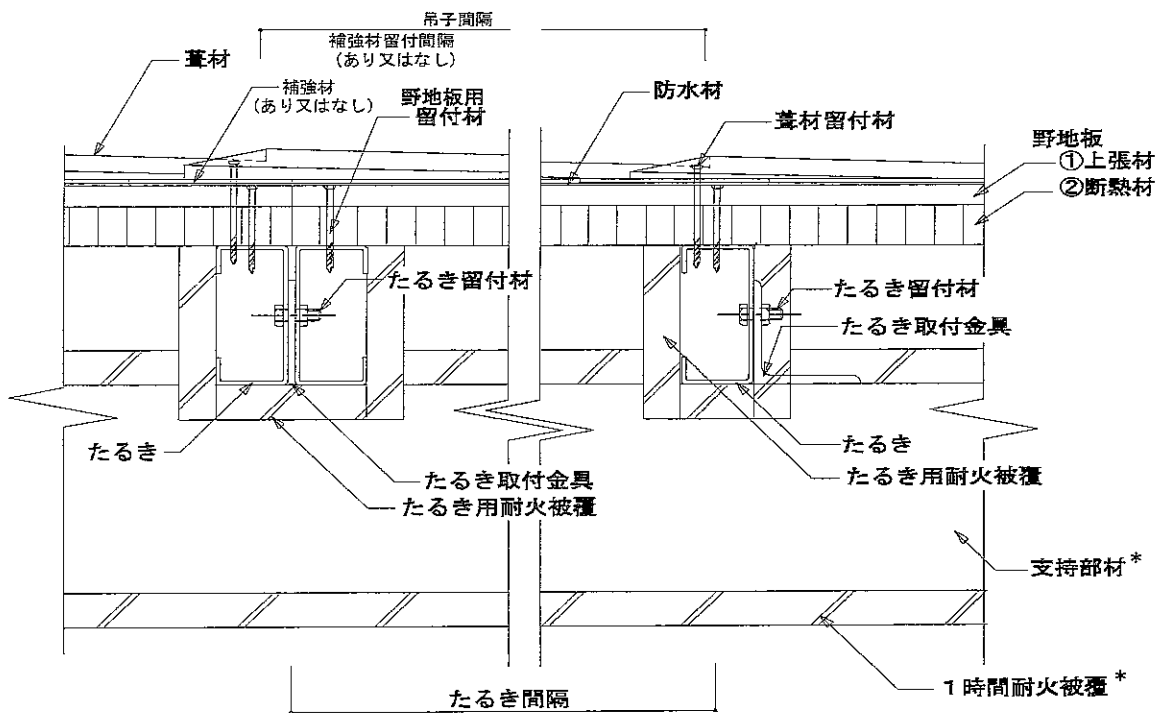 吊子間隔
補強材留付間隔
(あり又はなし)
葺材
補強材
(あり又はなし)
野地板用
留付材
防水材
葺材留付材
野地板
①上張材
②断熱材
たるき留付材
たるき留付材
たるき取付金具
たるき
たるき
たるき取付金具
たるき用耐火被覆
たるき用耐火被覆
支持部材*
1時間耐火被覆*
たるき間隔